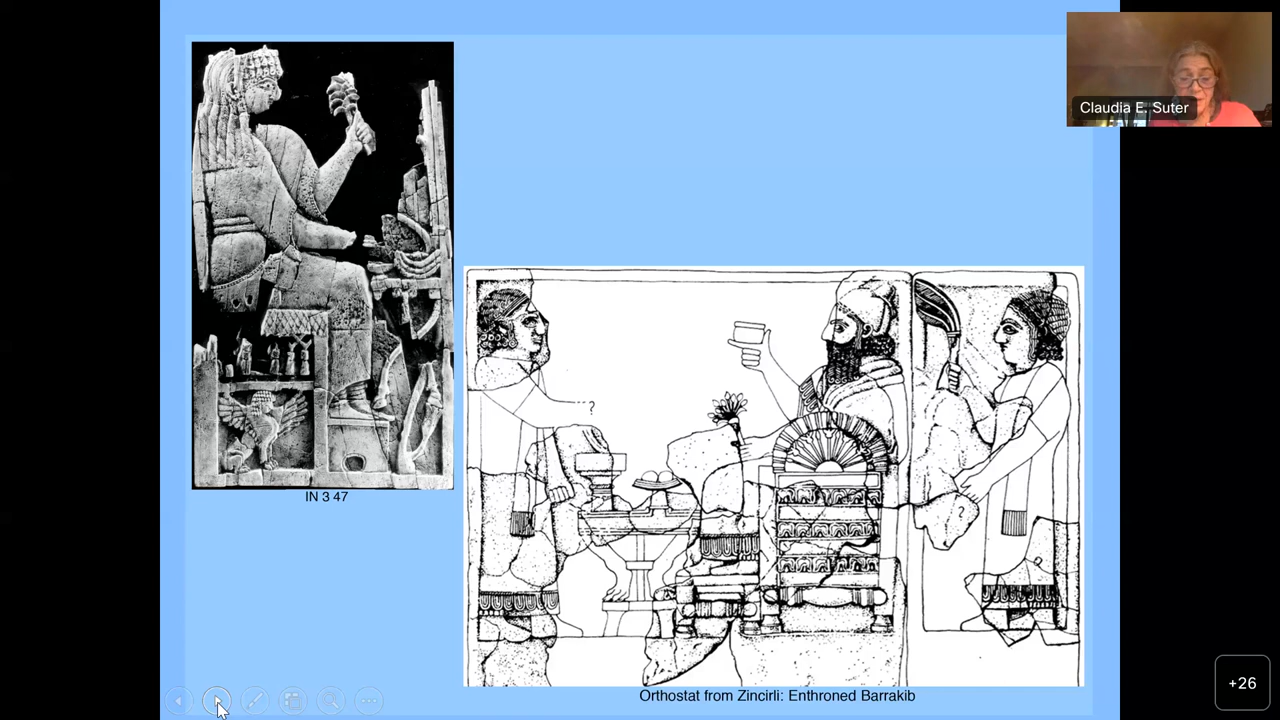 Claudia E. Suter
IN 3 47
?
?
Orthostat from Zincirli: Enthroned Barrakib
+26